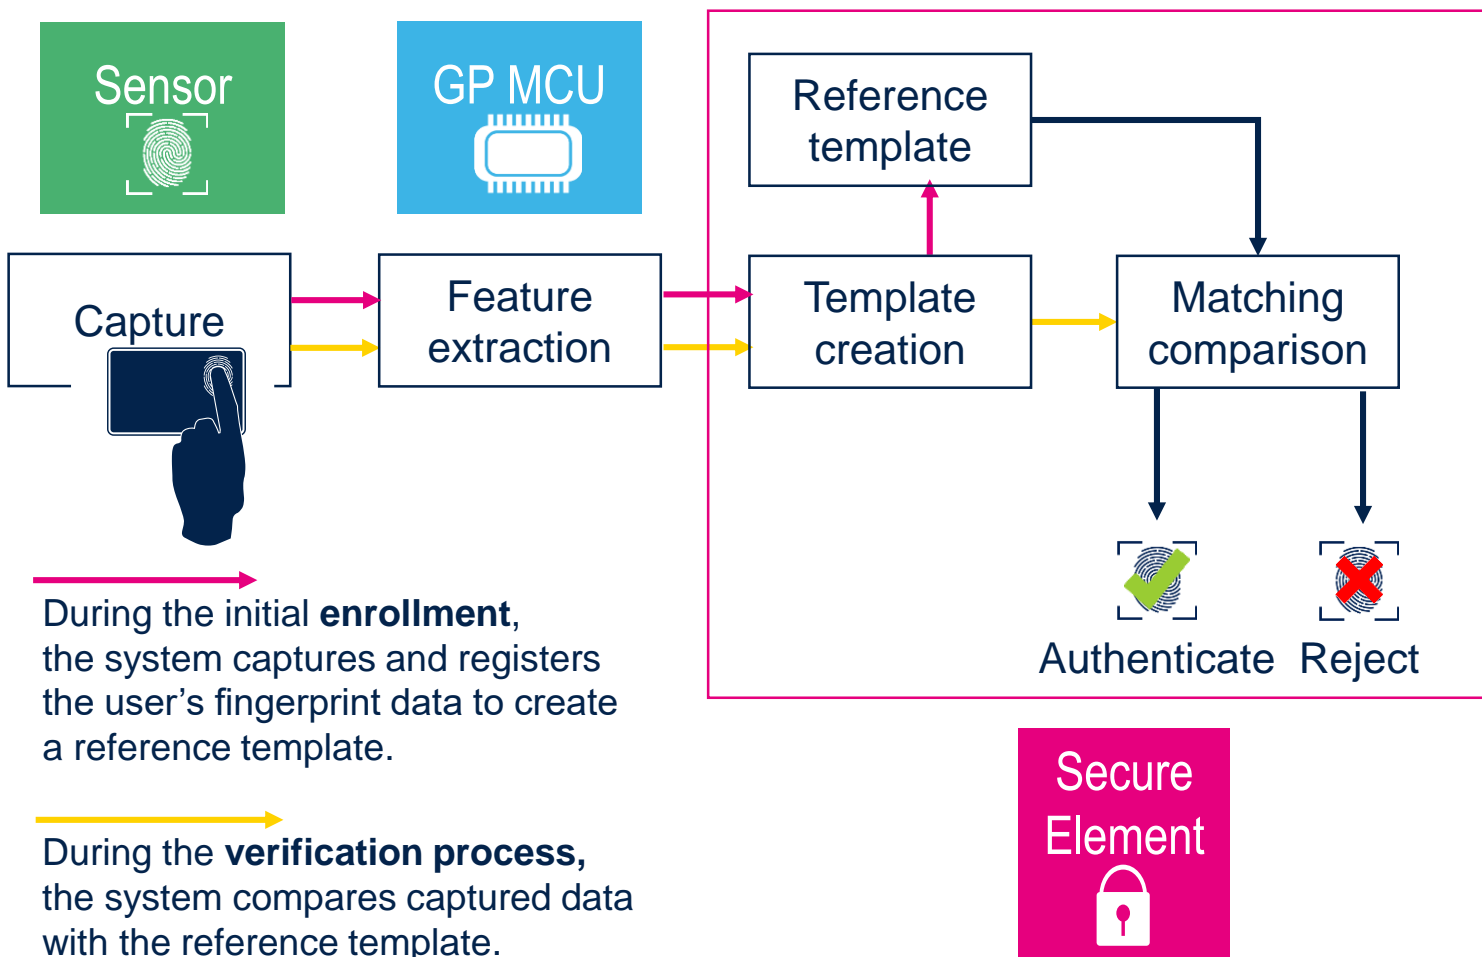 Sensor
GP MCU
Reference
template
Capture
Feature
extraction
Template
creation
Matching
comparison
Authenticate
Reject
During the initial enrollment,
the system captures and registers
the user’s fingerprint data to create
a reference template.
During the verification process,
the system compares captured data
with the reference template.
Secure
Element